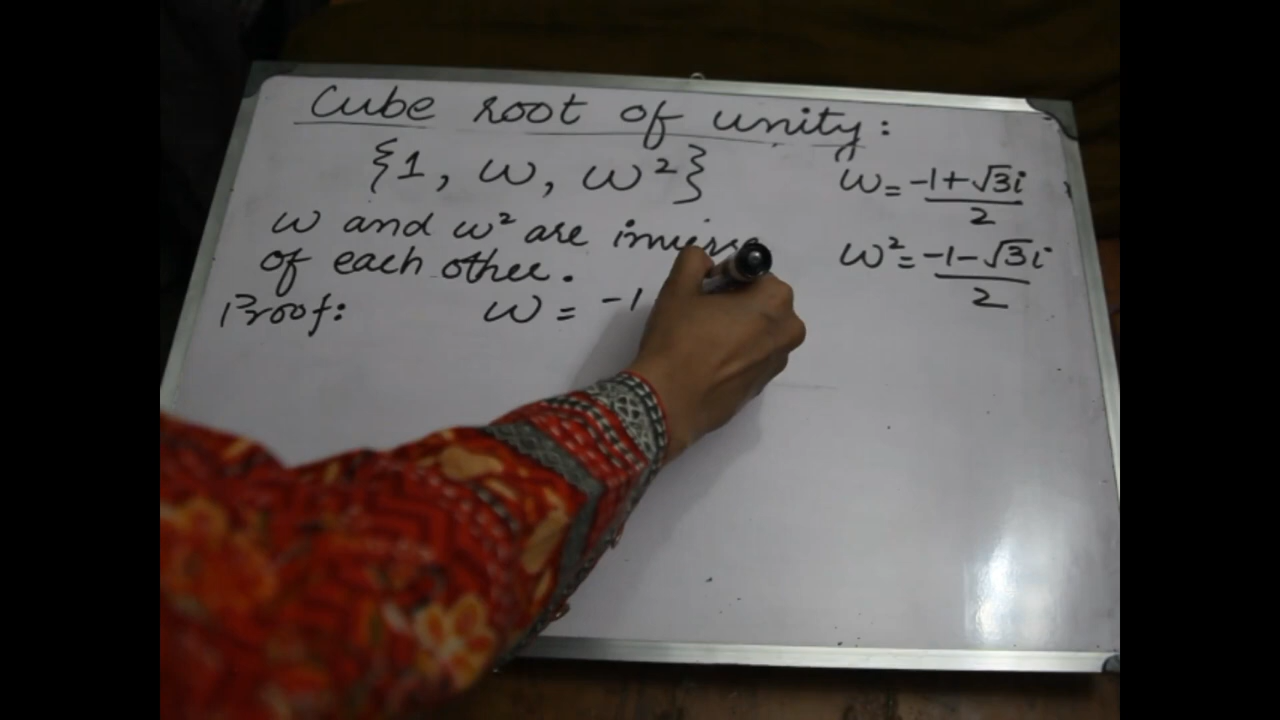 Cube root of unity:
{1, ω, ω²}
ω = (-1+√3i)/2
ω² = (-1-√3i)/2
ω and ω² are inverse
of each other.
Proof: ω = -1